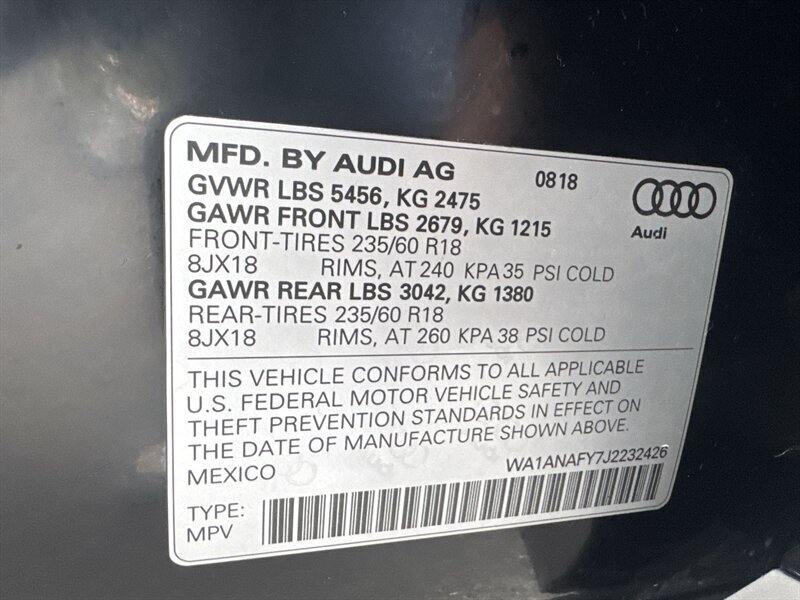 MFD. BY AUDI AG 0818
GVWR LBS 5456, KG 2475
GAWR FRONT LBS 2679, KG 1215
Audi
FRONT-TIRES 235/60 R18
8JX18 RIMS, AT 240 KPA 35 PSI COLD
GAWR REAR LBS 3042, KG 1380
REAR-TIRES 235/60 R18
8JX18 RIMS, AT 260 KPA 38 PSI COLD
THIS VEHICLE CONFORMS TO ALL APPLICABLE
U.S. FEDERAL MOTOR VEHICLE SAFETY AND
THEFT PREVENTION STANDARDS IN EFFECT ON
THE DATE OF MANUFACTURE SHOWN ABOVE.
MEXICO WA1ANAFY7J2232426
TYPE:
MPV